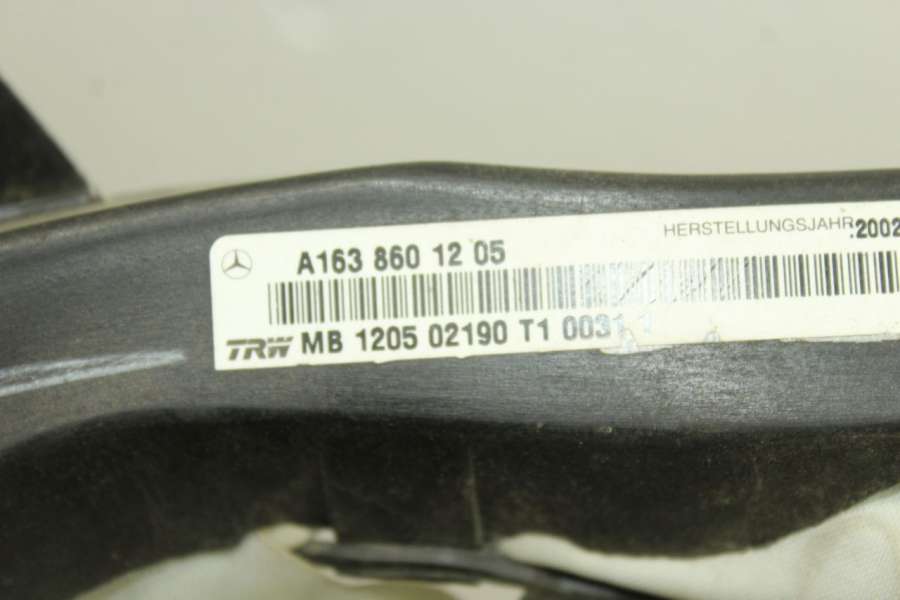 HERSTELLUNGSJAHR :2002
A163 860 12 05
TRW MB 1205 02190 T1 0031